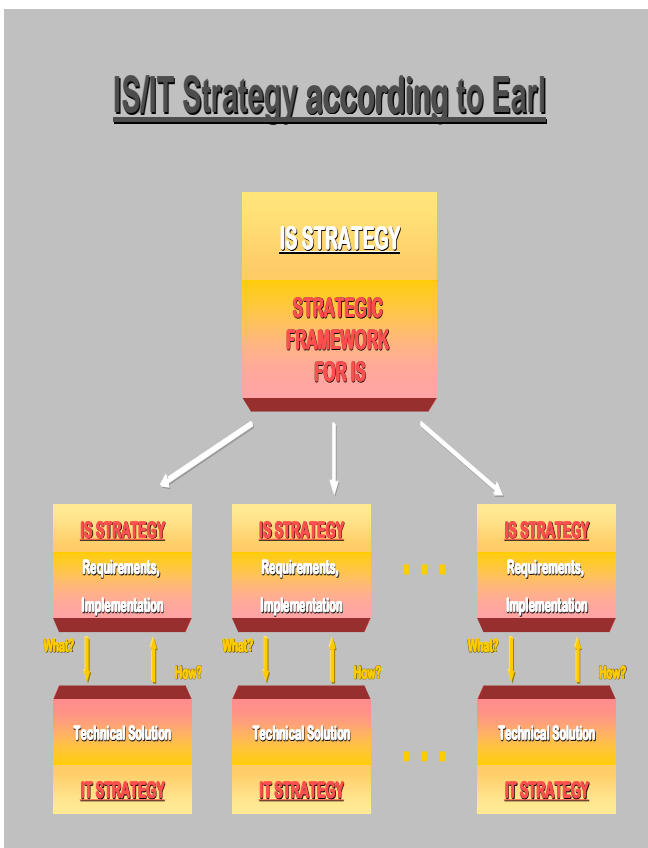 IS/IT Strategy according to Earl
IS STRATEGY
STRATEGIC
FRAMEWORK
FOR IS
IS STRATEGY
Requirements,
Implementation
IS STRATEGY
Requirements,
Implementation
IS STRATEGY
Requirements,
Implementation
What?
How?
What?
How?
What?
How?
Technical Solution
IT STRATEGY
Technical Solution
IT STRATEGY
Technical Solution
IT STRATEGY